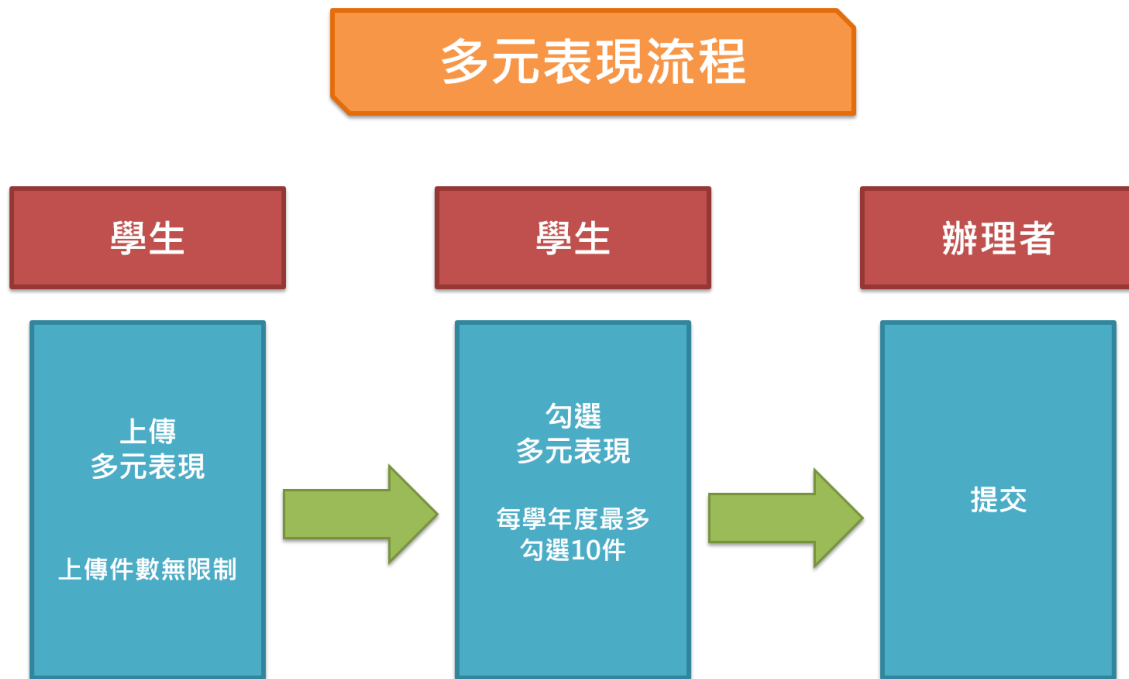 多元表現流程
學生
學生
辦理者
上傳
多元表現
上傳件數無限制
勾選
多元表現
每學年度最多
勾選10件
提交